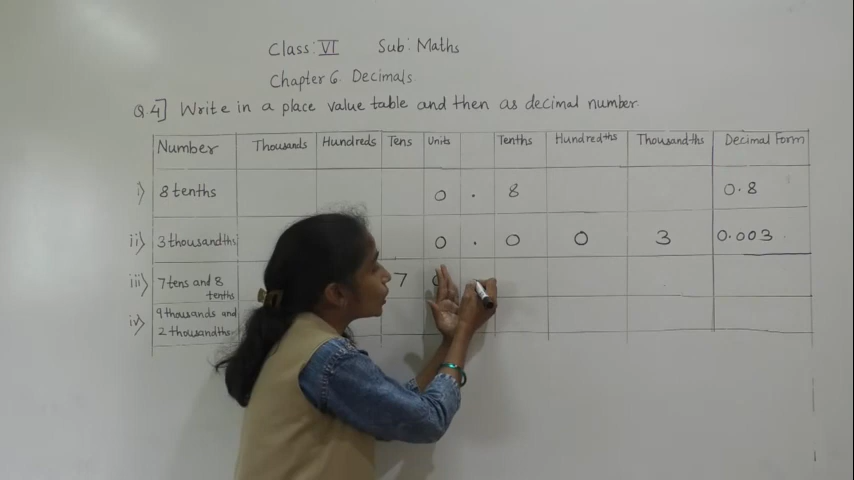 Class: VI Sub: Maths
Chapter 6. Decimals.
Q.4] Write in a place value table and then as decimal number.
Number Thousands Hundreds Tens Units Tenths Hundredths Thousandths Decimal Form
i) 8 tenths 0 . 8 0.8
ii) 3 thousandths 0 . 0 0 3 0.003
iii) 7 tens and 8 tenths 7 0
iv) 9 thousands and 2 thousandths